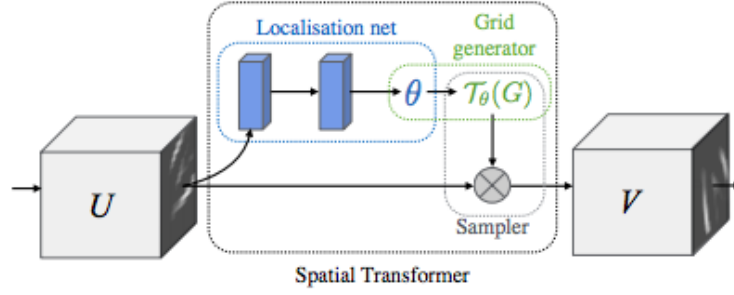 Localisation net
Grid
generator
θ
𝒯θ(G)
U
V
Sampler
Spatial Transformer